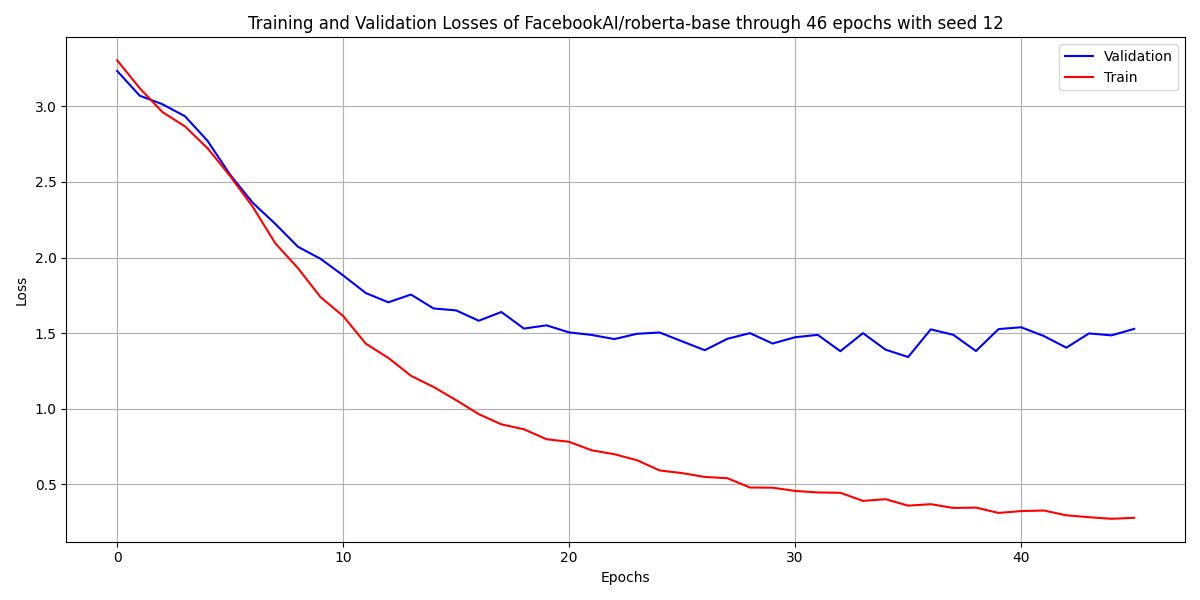 Training and Validation Losses of FacebookAI/roberta-base through 46 epochs with seed 12
Validation
Train
3.0
2.5
2.0
1.5
1.0
0.5
Loss
0 10 20 30 40
Epochs